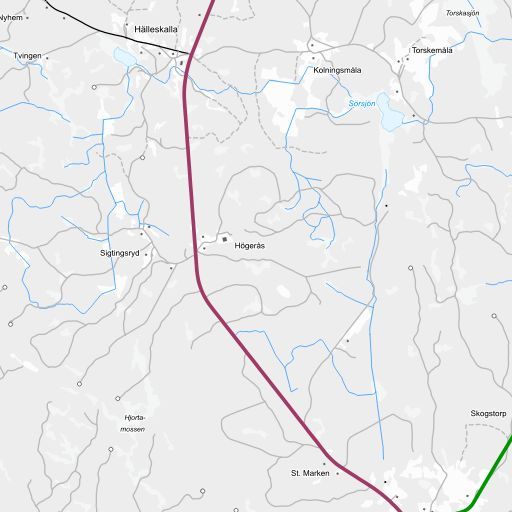 Torskasjön
Nyhem
Hälleskalla
Tvingen
Torskemåla
Kolningsmåla
Sorsjön
Högerås
Sigtingsryd
Hjorta-
mossen
Skogstorp
St. Marken